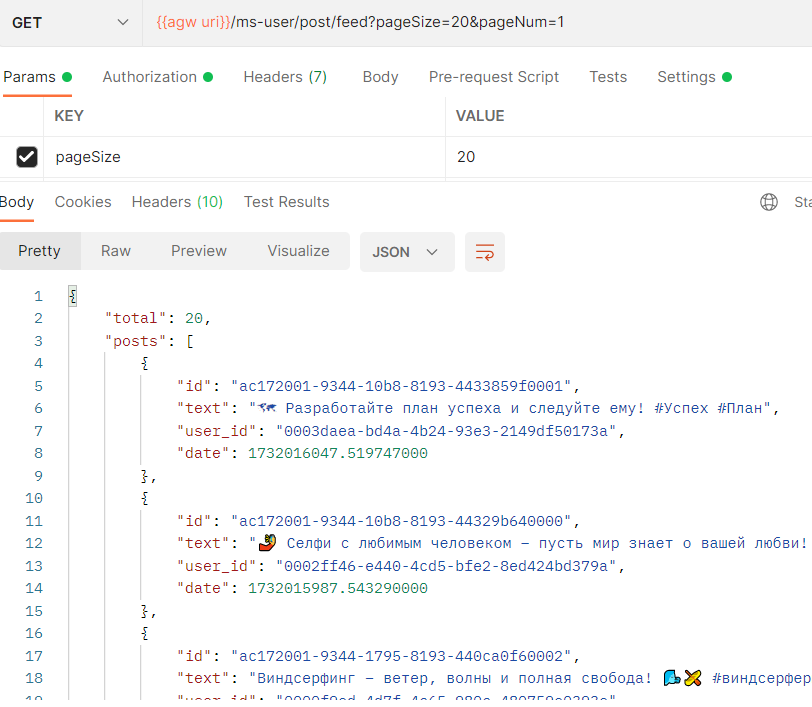 GET {{agw uri}}/ms-user/post/feed?pageSize=20&pageNum=1
Params Authorization Headers (7) Body Pre-request Script Tests Settings
KEY VALUE
pageSize 20
Body Cookies Headers (10) Test Results Sta
Pretty Raw Preview Visualize JSON
1 {
2 "total": 20,
3 "posts": [
4 {
5 "id": "ac172001-9344-10b8-8193-4433859f0001",
6 "text": "🗺 Разработайте план успеха и следуйте ему! #Успех #План",
7 "user_id": "0003daea-bd4a-4b24-93e3-2149df50173a",
8 "date": 1732016047.519747000
9 },
10 {
11 "id": "ac172001-9344-10b8-8193-44329b640000",
12 "text": "🤳 Селфи с любимым человеком – пусть мир знает о вашей любви!
13 "user_id": "0002ff46-e440-4cd5-bfe2-8ed424bd379a",
14 "date": 1732015987.543290000
15 },
16 {
17 "id": "ac172001-9344-1795-8193-440ca0f60002",
18 "text": "Виндсерфинг – ветер, волны и полная свобода! #виндсерфер
19 "user_id":